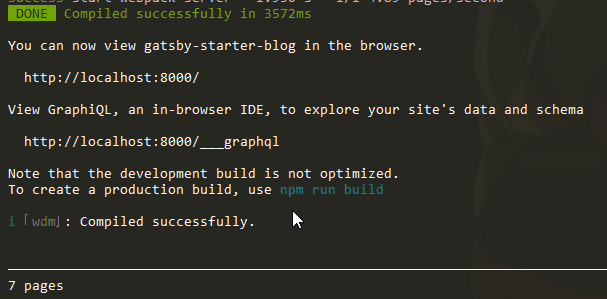 success start webpack-server - 1.990 s - 1/1 4.89 pages/second
DONE Compiled successfully in 3572ms
You can now view gatsby-starter-blog in the browser.
http://localhost:8000/
View GraphiQL, an in-browser IDE, to explore your site's data and schema
http://localhost:8000/___graphql
Note that the development build is not optimized.
To create a production build, use npm run build
i 「wdm」: Compiled successfully.
7 pages